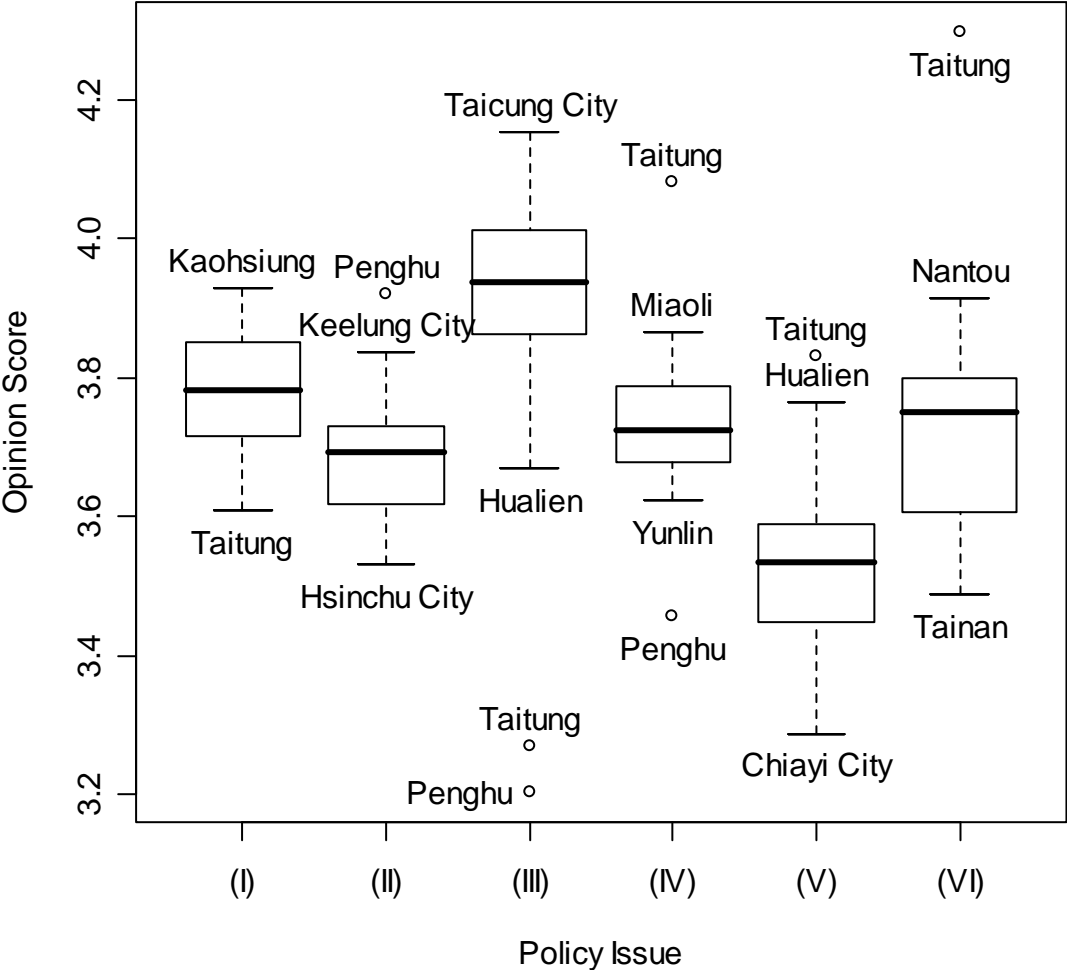 Opinion Score
4.2
4.0
3.8
3.6
3.4
3.2
Kaohsiung
Taitung
Penghu
Keelung City
Hsinchu City
Taicung City
Hualien
Taitung
Penghu
Taitung
Miaoli
Yunlin
Penghu
Taitung
Hualien
Chiayi City
Taitung
Nantou
Tainan
(I)
(II)
(III)
(IV)
(V)
(VI)
Policy Issue